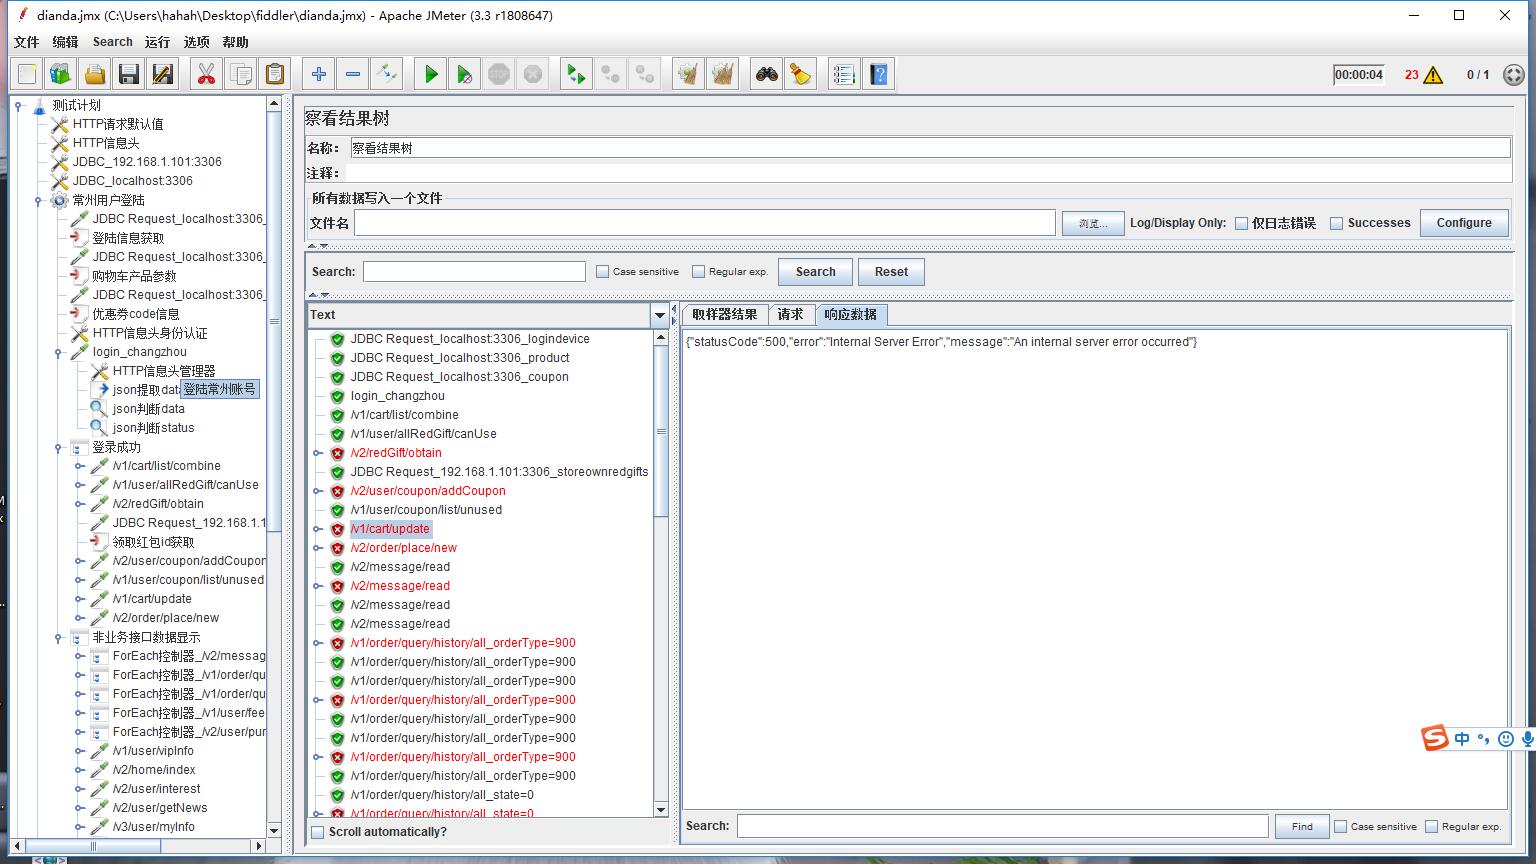 dianda.jmx (C:\Users\hahah\Desktop\fiddler\dianda.jmx) - Apache JMeter (3.3 r1808647)
文件 编辑 Search 运行 选项 帮助
00:00:04 23 0 / 1
测试计划
HTTP请求默认值
HTTP信息头
JDBC_192.168.1.101:3306
JDBC_localhost:3306
常州用户登陆
JDBC Request_localhost:3306_
登陆信息获取
JDBC Request_localhost:3306_
购物车产品参数
JDBC Request_localhost:3306_
优惠券code信息
HTTP信息头身份认证
login_changzhou
HTTP信息头管理器
json提取data
登陆常州账号
json判断data
json判断status
登录成功
/v1/cart/list/combine
/v1/user/allRedGift/canUse
/v2/redGift/obtain
JDBC Request_192.168.1.1
领取红包id获取
/v2/user/coupon/addCoupon
/v1/user/coupon/list/unused
/v1/cart/update
/v2/order/place/new
非业务接口数据显示
ForEach控制器_/v2/messag
ForEach控制器_/v1/order/qu
ForEach控制器_/v1/order/qu
ForEach控制器_/v1/user/fee
ForEach控制器_/v2/user/pur
/v1/user/vipInfo
/v2/home/index
/v2/user/interest
/v2/user/getNews
/v3/user/myInfo
察看结果树
名称： 察看结果树
注释：
所有数据写入一个文件
文件名 浏览... Log/Display Only: 仅日志错误 Successes Configure
Search: Case sensitive Regular exp. Search Reset
Text
JDBC Request_localhost:3306_logindevice
JDBC Request_localhost:3306_product
JDBC Request_localhost:3306_coupon
login_changzhou
/v1/cart/list/combine
/v1/user/allRedGift/canUse
/v2/redGift/obtain
JDBC Request_192.168.1.101:3306_storeownredgifts
/v2/user/coupon/addCoupon
/v1/user/coupon/list/unused
/v1/cart/update
/v2/order/place/new
/v2/message/read
/v2/message/read
/v2/message/read
/v2/message/read
/v1/order/query/history/all_orderType=900
/v1/order/query/history/all_orderType=900
/v1/order/query/history/all_orderType=900
/v1/order/query/history/all_orderType=900
/v1/order/query/history/all_orderType=900
/v1/order/query/history/all_orderType=900
/v1/order/query/history/all_orderType=900
/v1/order/query/history/all_orderType=900
/v1/order/query/history/all_state=0
/v1/order/query/history/all_state=0
Scroll automatically?
取样器结果 请求 响应数据
{"statusCode":500,"error":"Internal Server Error","message":"An internal server error occurred"}
Search: Find Case sensitive Regular exp.
中